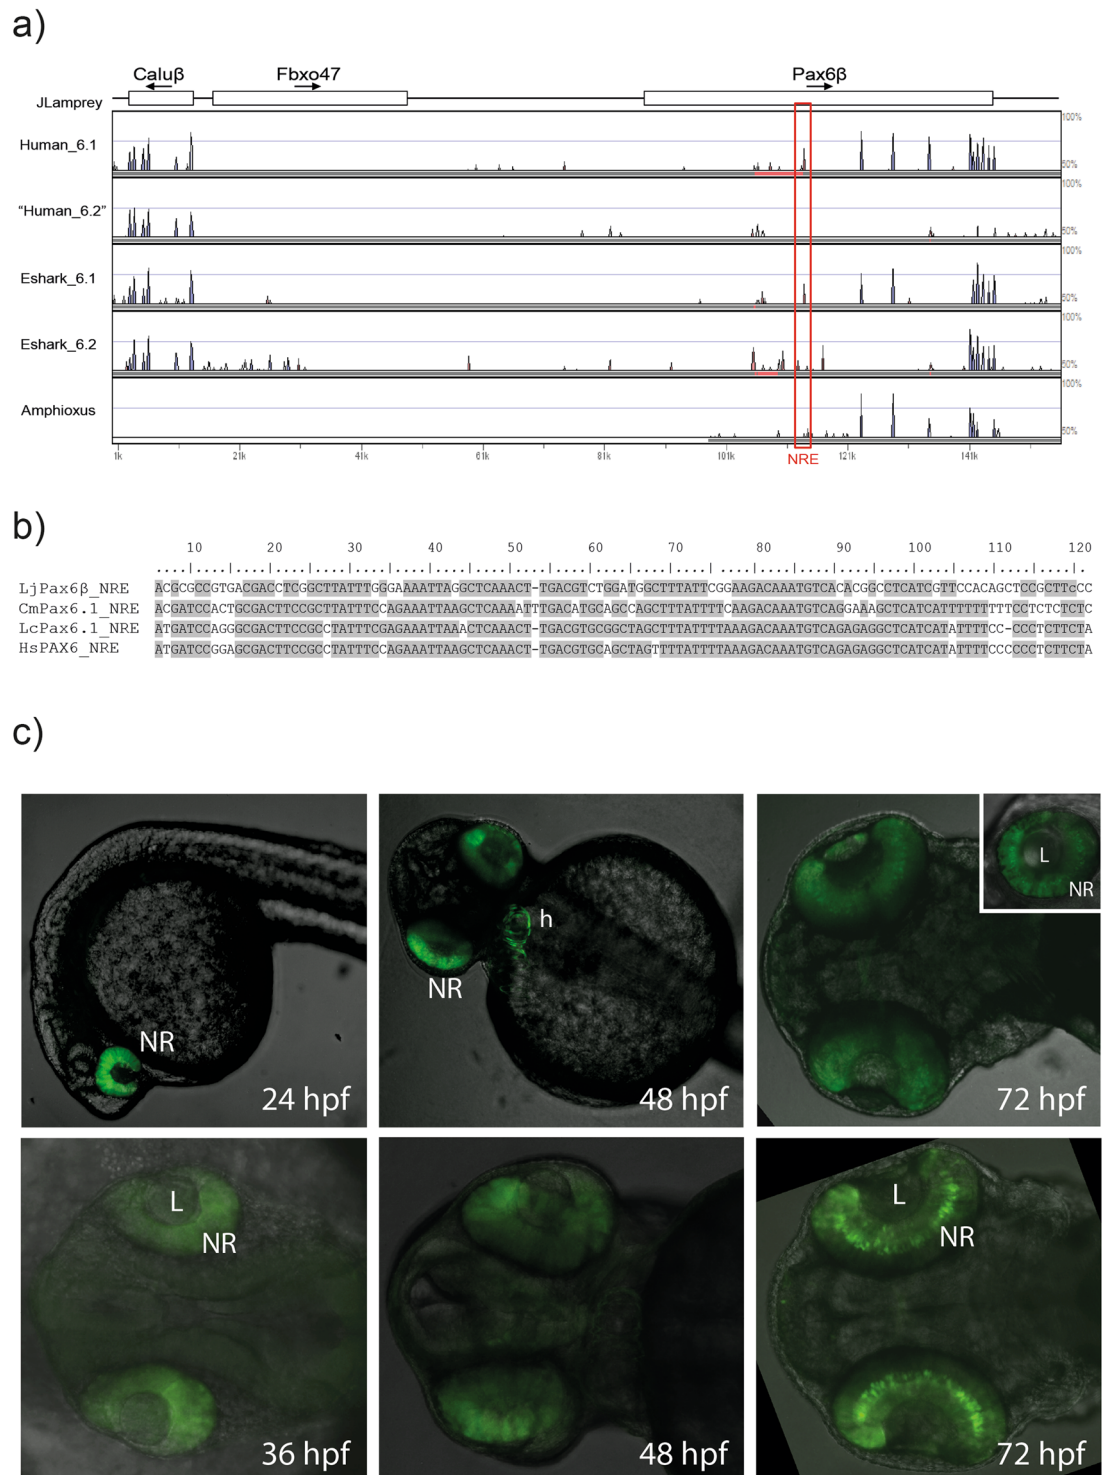 a)
Caluβ
Fbxo47
Pax6β
JLamprey
100%
Human_6.1
50%
100%
"Human_6.2"
50%
100%
Eshark_6.1
50%
100%
Eshark_6.2
50%
100%
Amphioxus
50%
1k 21k 41k 61k 81k 101k 121k 141k
NRE
b)
10 20 30 40 50 60 70 80 90 100 110 120
LjPax6β_NRE ACGCGCCGTGACGACCTCGGCTTATTTGGGAAAATTAGGCTCAAACT-TGACGTCTGGATGGCTTTATTCGGAAGACAAATGTCACACGGCCTCATCGTTCCACAGCTCCGCTTCCC
CmPax6.1_NRE ACGATCCACTGCGACTTCCGCTTATTTCCAGAAATTAAGCTCAAAATTTGACATGCAGCCAGCTTTATTTTCAAGACAAATGTCAGGAAAGCTCATCATTTTTTTTTCCTCTCTCTC
LcPax6.1_NRE ATGATCCAGGGCGACTTCCGCCTATTTCGAGAAATTAAACTCAAACT-TGACGTGCGGCTAGCTTTATTTTAAAGACAAATGTCAGAGAGGCTCATCATATTTTCC-CCCTCTTCTA
HsPAX6_NRE ATGATCCGGAGCGACTTCCGCCTATTTCCAGAAATTAAGCTCAAACT-TGACGTGCAGCTAGTTTTATTTTAAAGACAAATGTCAGAGAGGCTCATCATATTTTCCCCCCTCTTCTA
c)
NR
24 hpf
h
NR
48 hpf
L
NR
72 hpf
L
NR
36 hpf
48 hpf
L
NR
72 hpf